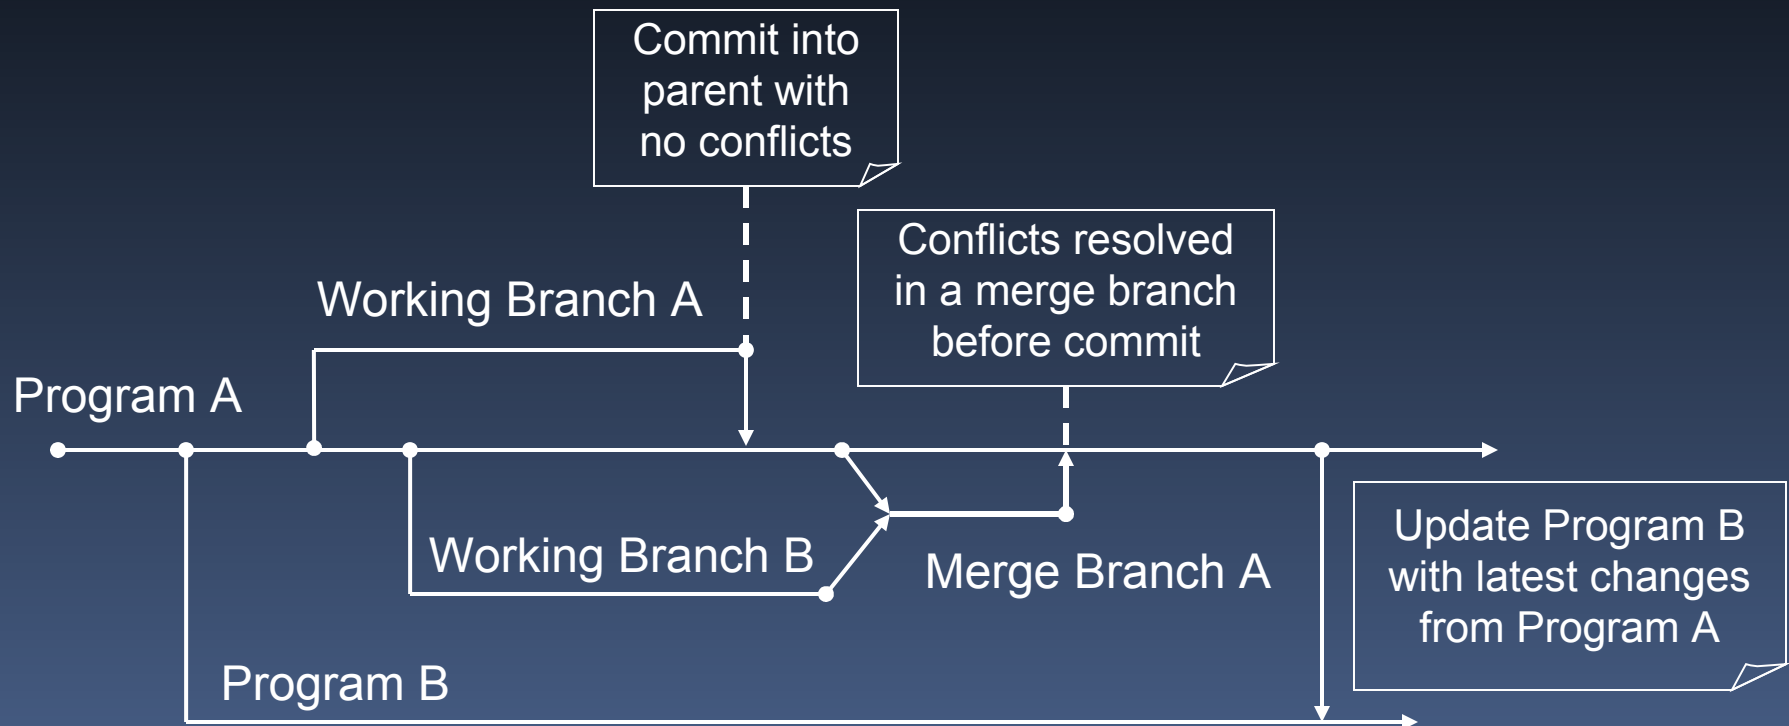 Commit into
parent with
no conflicts
Conflicts resolved
in a merge branch
before commit
Working Branch A
Program A
Working Branch B
Merge Branch A
Update Program B
with latest changes
from Program A
Program B